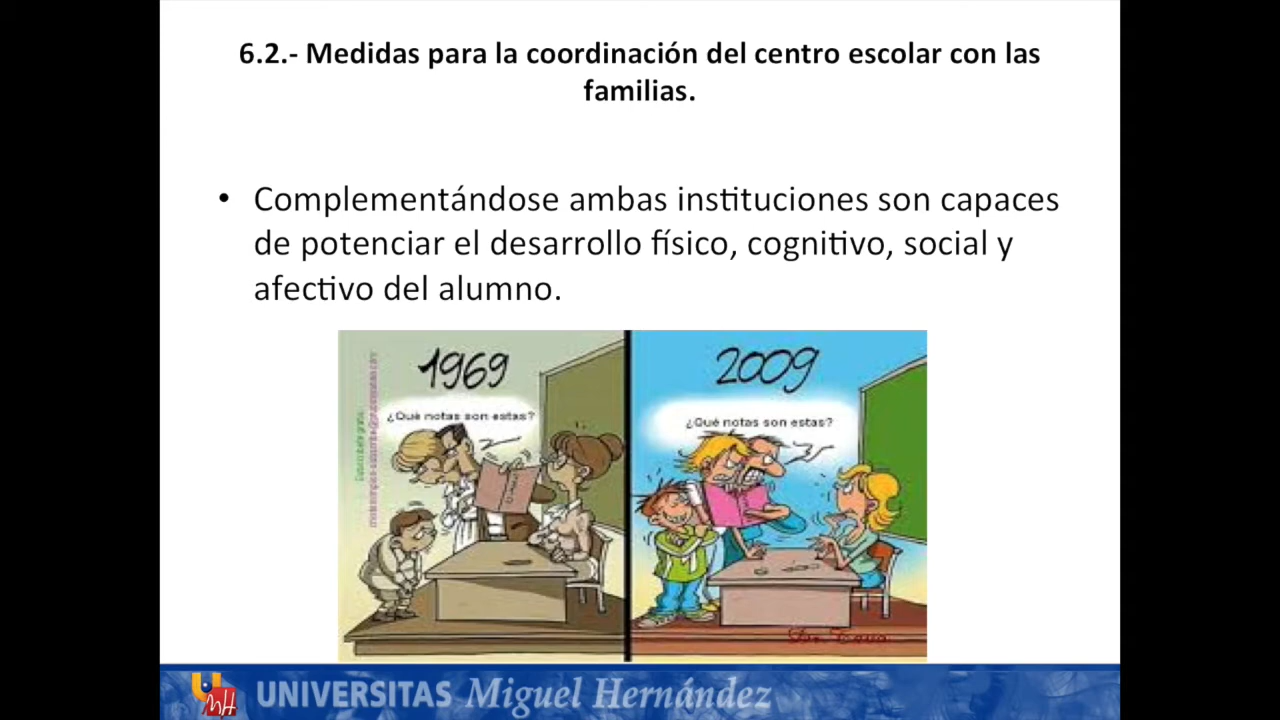 6.2.- Medidas para la coordinación del centro escolar con las
familias.
• Complementándose ambas instituciones son capaces
de potenciar el desarrollo físico, cognitivo, social y
afectivo del alumno.
1969
¿Qué notas son estas?
2009
¿Qué notas son estas?
UNIVERSITAS Miguel Hernández